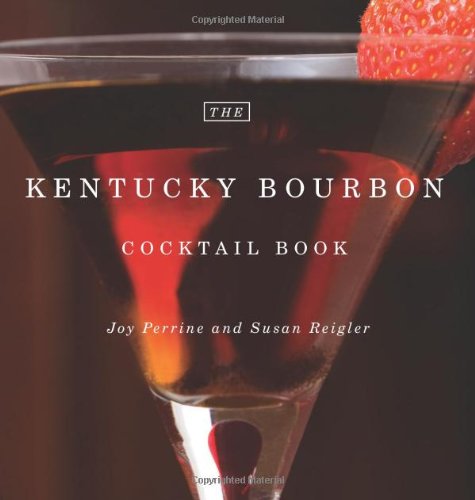 Copyrighted Material
THE
KENTUCKY BOURBON
COCKTAIL BOOK
Joy Perrine and Susan Reigler
Copyrighted Material